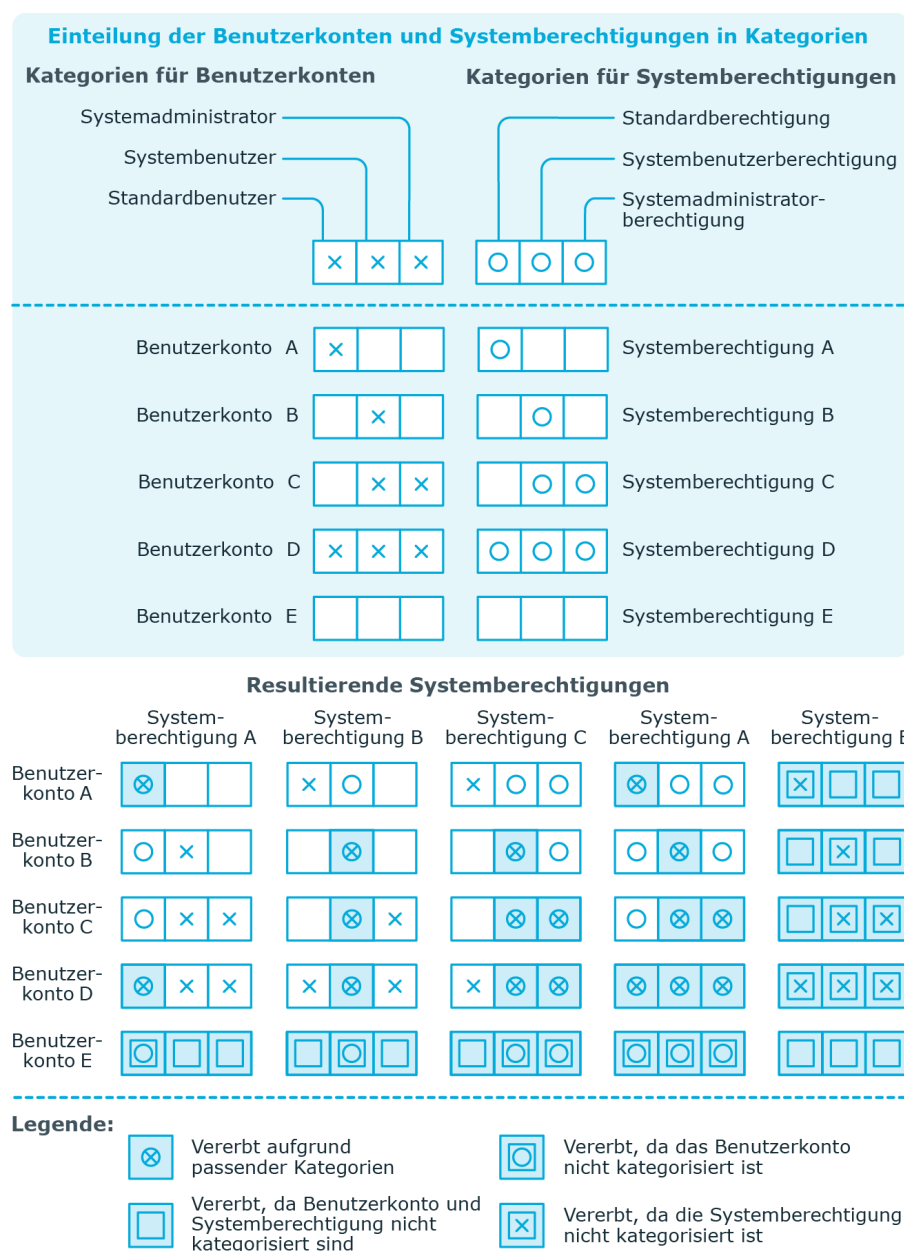 Einteilung der Benutzerkonten und Systemberechtigungen in Kategorien
Kategorien für Benutzerkonten
Kategorien für Systemberechtigungen
Systemadministrator
Systembenutzer
Standardbenutzer
Standardberechtigung
Systembenutzerberechtigung
Systemadministrator-
berechtigung
Benutzerkonto A
Systemberechtigung A
Benutzerkonto B
Systemberechtigung B
Benutzerkonto C
Systemberechtigung C
Benutzerkonto D
Systemberechtigung D
Benutzerkonto E
Systemberechtigung E
Resultierende Systemberechtigungen
System-
berechtigung A
System-
berechtigung B
System-
berechtigung C
System-
berechtigung A
System-
berechtigung E
Benutzer-
konto A
Benutzer-
konto B
Benutzer-
konto C
Benutzer-
konto D
Benutzer-
konto E
Legende:
Vererbt aufgrund
passender Kategorien
Vererbt, da das Benutzerkonto
nicht kategorisiert ist
Vererbt, da Benutzerkonto und
Systemberechtigung nicht
kategorisiert sind
Vererbt, da die Systemberechtigung
nicht kategorisiert ist